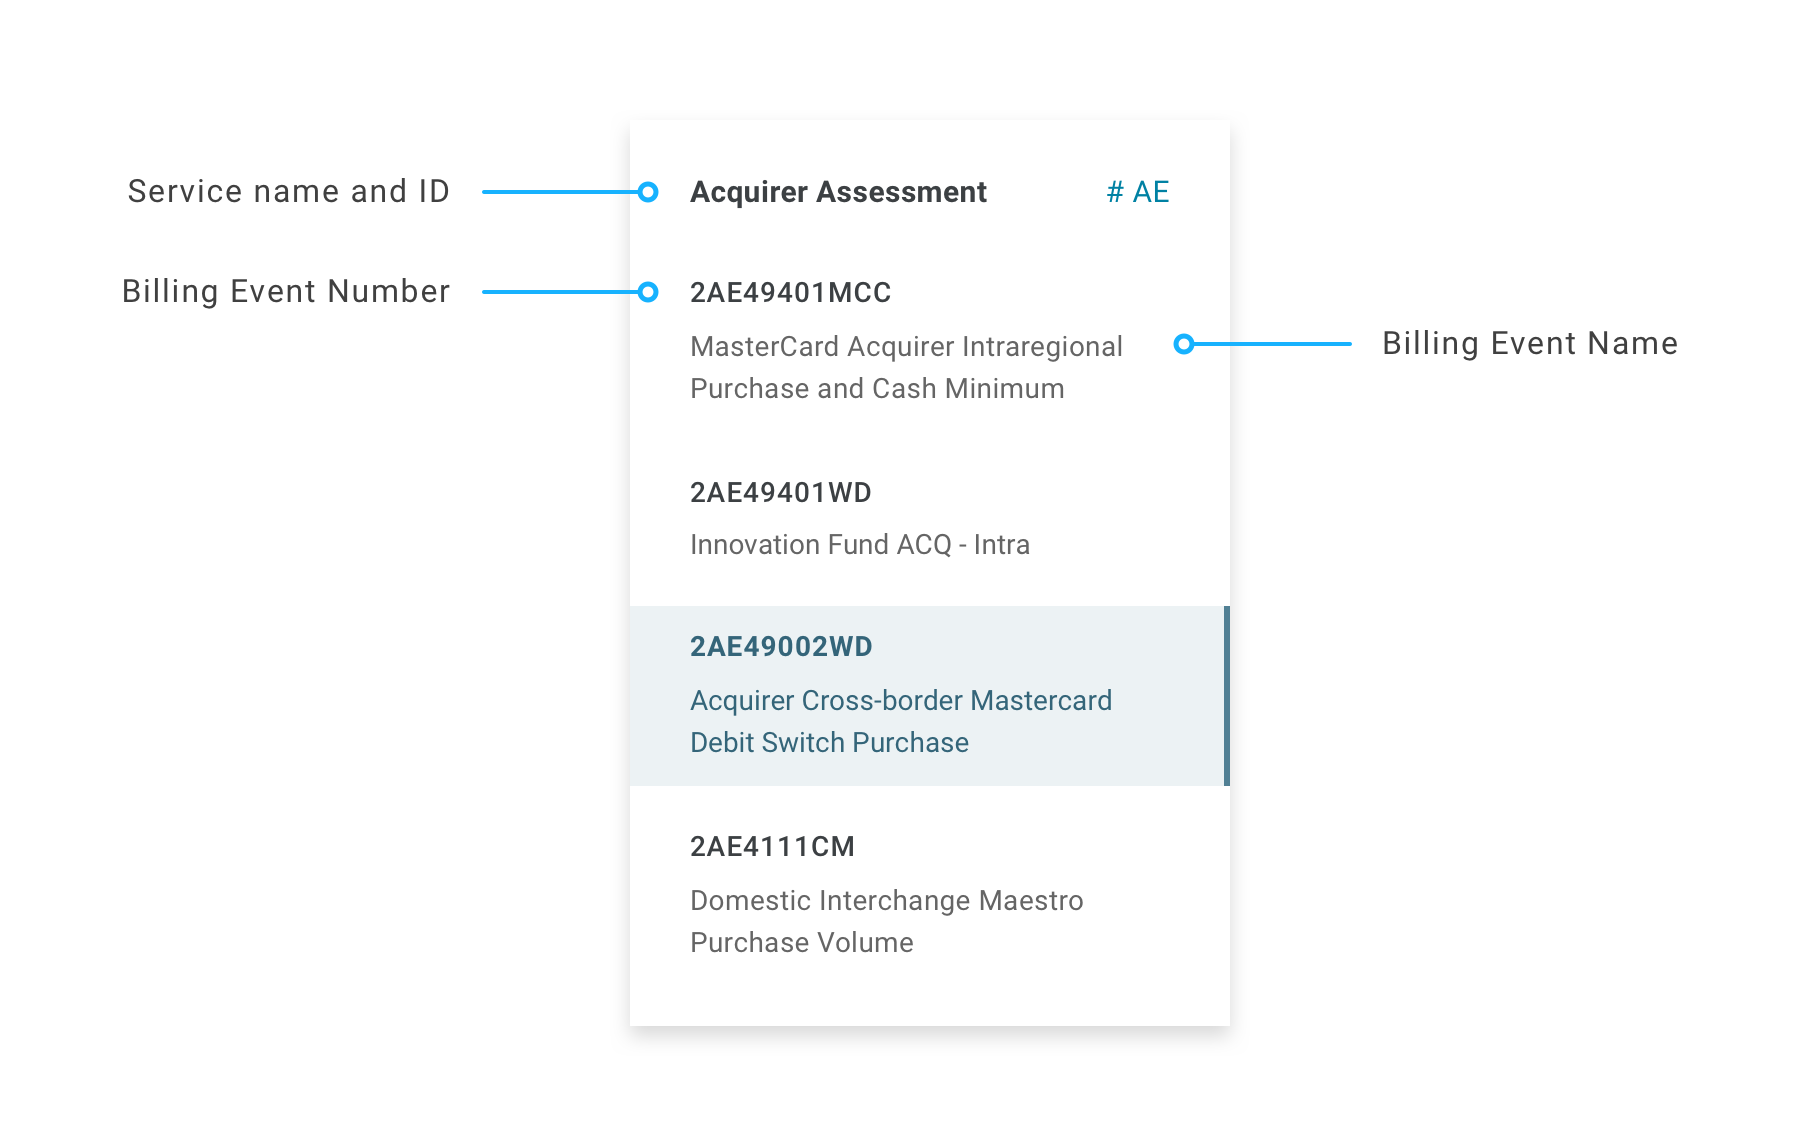 Service name and ID
Acquirer Assessment # AE
Billing Event Number
2AE49401MCC
MasterCard Acquirer Intraregional
Purchase and Cash Minimum
Billing Event Name
2AE49401WD
Innovation Fund ACQ - Intra
2AE49002WD
Acquirer Cross-border Mastercard
Debit Switch Purchase
2AE4111CM
Domestic Interchange Maestro
Purchase Volume